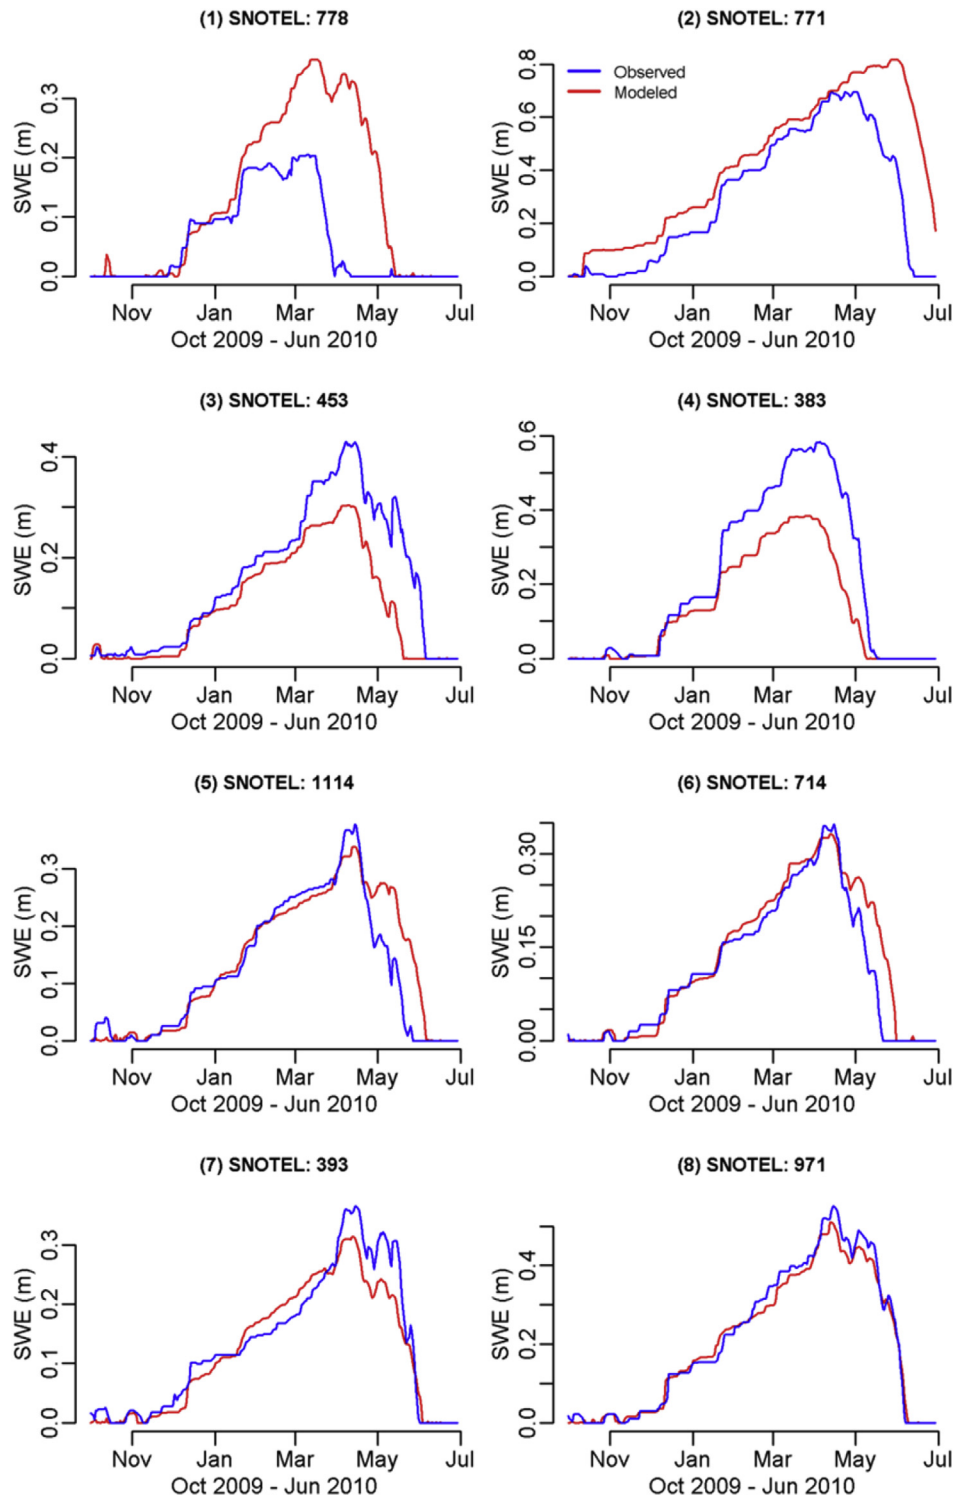 (1) SNOTEL: 778
SWE (m)
0.0
0.1
0.2
0.3
Nov Jan Mar May Jul
Oct 2009 - Jun 2010
(2) SNOTEL: 771
Observed
Modeled
SWE (m)
0.0
0.2
0.4
0.6
0.8
Nov Jan Mar May Jul
Oct 2009 - Jun 2010
(3) SNOTEL: 453
SWE (m)
0.0
0.2
0.4
Nov Jan Mar May Jul
Oct 2009 - Jun 2010
(4) SNOTEL: 383
SWE (m)
0.0
0.2
0.4
0.6
Nov Jan Mar May Jul
Oct 2009 - Jun 2010
(5) SNOTEL: 1114
SWE (m)
0.0
0.1
0.2
0.3
Nov Jan Mar May Jul
Oct 2009 - Jun 2010
(6) SNOTEL: 714
SWE (m)
0.00
0.15
0.30
Nov Jan Mar May Jul
Oct 2009 - Jun 2010
(7) SNOTEL: 393
SWE (m)
0.0
0.1
0.2
0.3
Nov Jan Mar May Jul
Oct 2009 - Jun 2010
(8) SNOTEL: 971
SWE (m)
0.0
0.2
0.4
Nov Jan Mar May Jul
Oct 2009 - Jun 2010